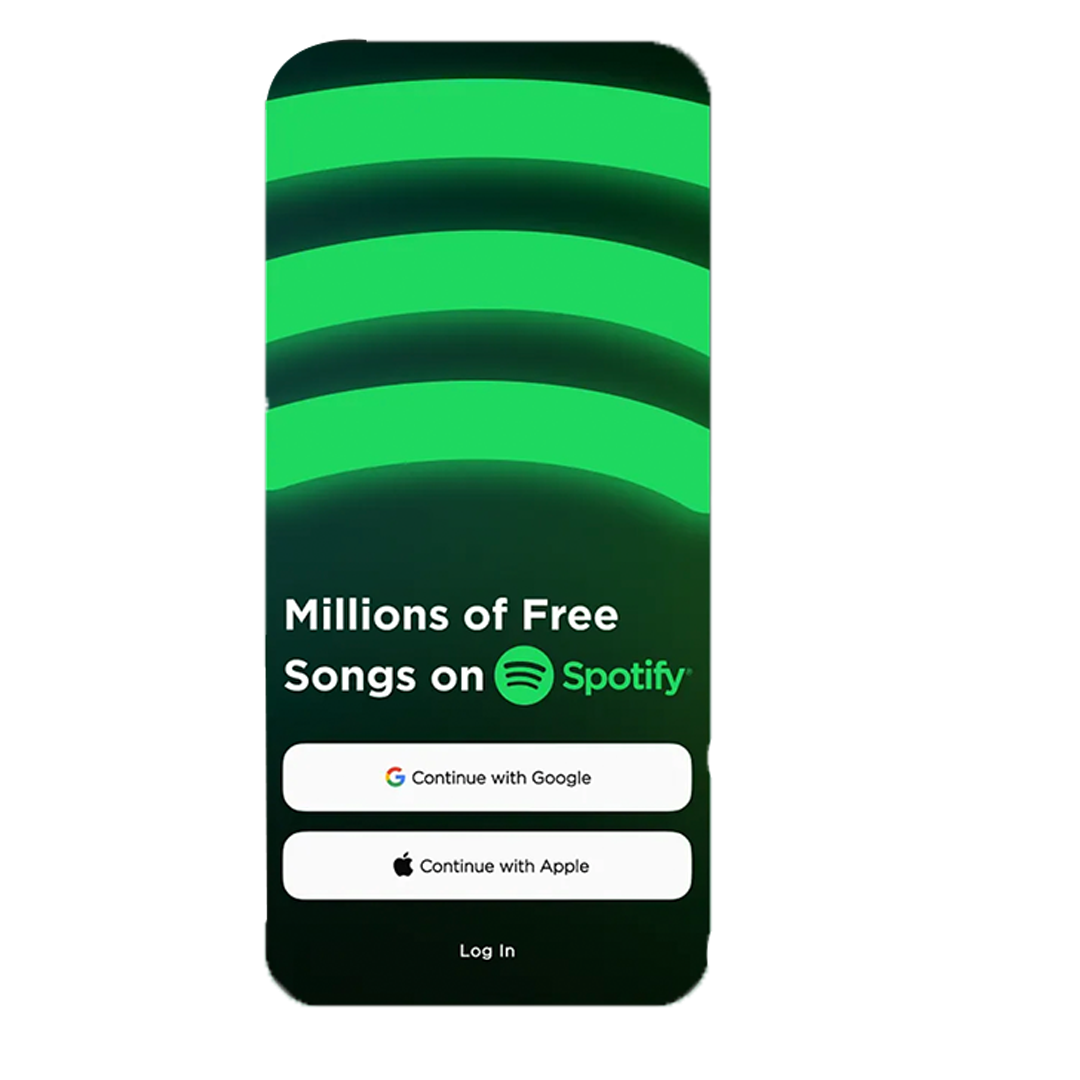 Millions of Free
Songs on Spotify
Continue with Google
Continue with Apple
Log In